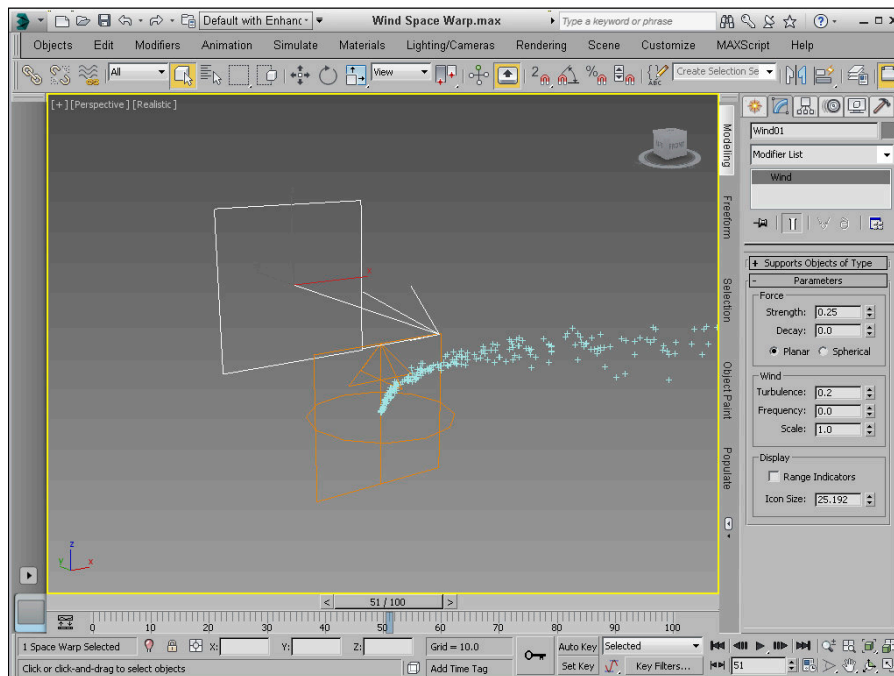 Default with Enhanc
Wind Space Warp.max
Type a keyword or phrase
Objects Edit Modifiers Animation Simulate Materials Lighting/Cameras Rendering Scene Customize MAXScript Help
All
View
2
%
ABC
Create Selection Se
[+][Perspective][Realistic]
Modeling
Freeform
Selection
Object Paint
Populate
Wind01
Modifier List
Wind
+ Supports Objects of Type
- Parameters
Force
Strength: 0.25
Decay: 0.0
Planar Spherical
Wind
Turbulence: 0.2
Frequency: 0.0
Scale: 1.0
Display
Range Indicators
Icon Size: 25.192
FRONT
x
z
y x
< 51 / 100 >
0 10 20 30 40 50 60 70 80 90 100
1 Space Warp Selected X: Y: Z: Grid = 10.0 Auto Key Selected
Click or click-and-drag to select objects Add Time Tag Set Key Key Filters... 51